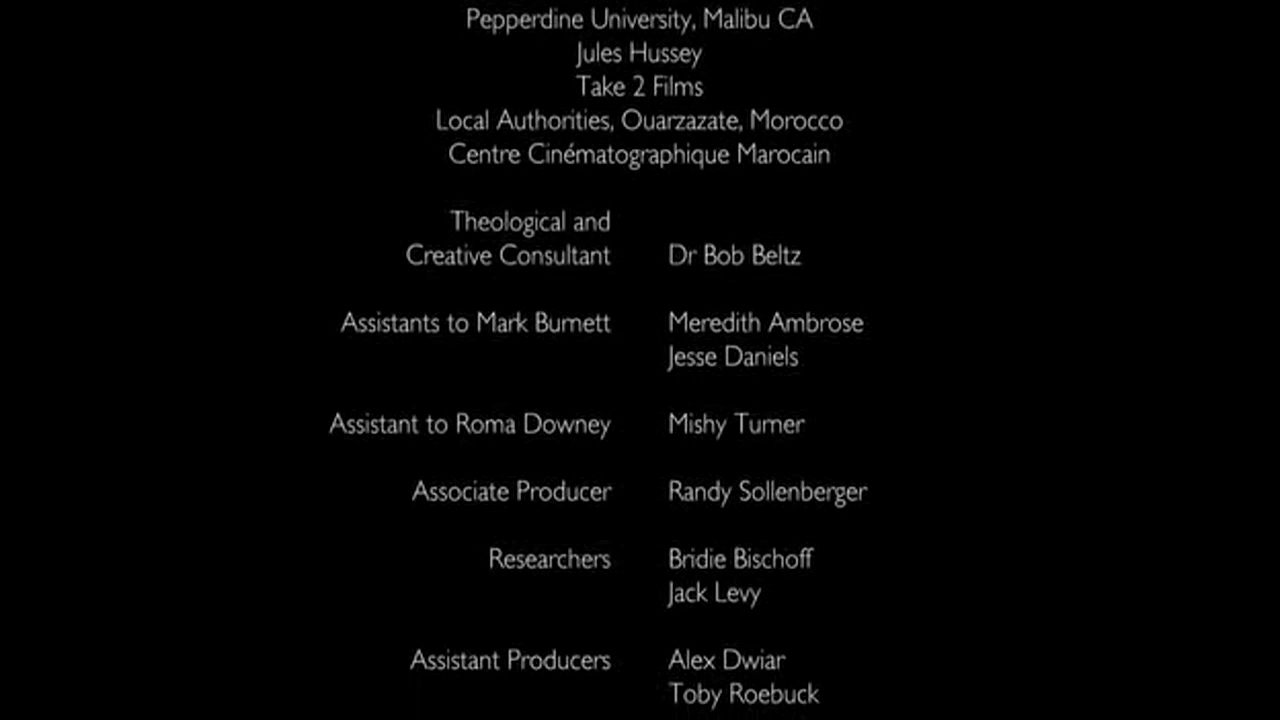 Pepperdine University, Malibu CA
Jules Hussey
Take 2 Films
Local Authorities, Ouarzazate, Morocco
Centre Cinématographique Marocain
Theological and
Creative Consultant Dr Bob Beltz
Assistants to Mark Burnett Meredith Ambrose
Jesse Daniels
Assistant to Roma Downey Mishy Turner
Associate Producer Randy Sollenberger
Researchers Bridie Bischoff
Jack Levy
Assistant Producers Alex Dwiar
Toby Roebuck